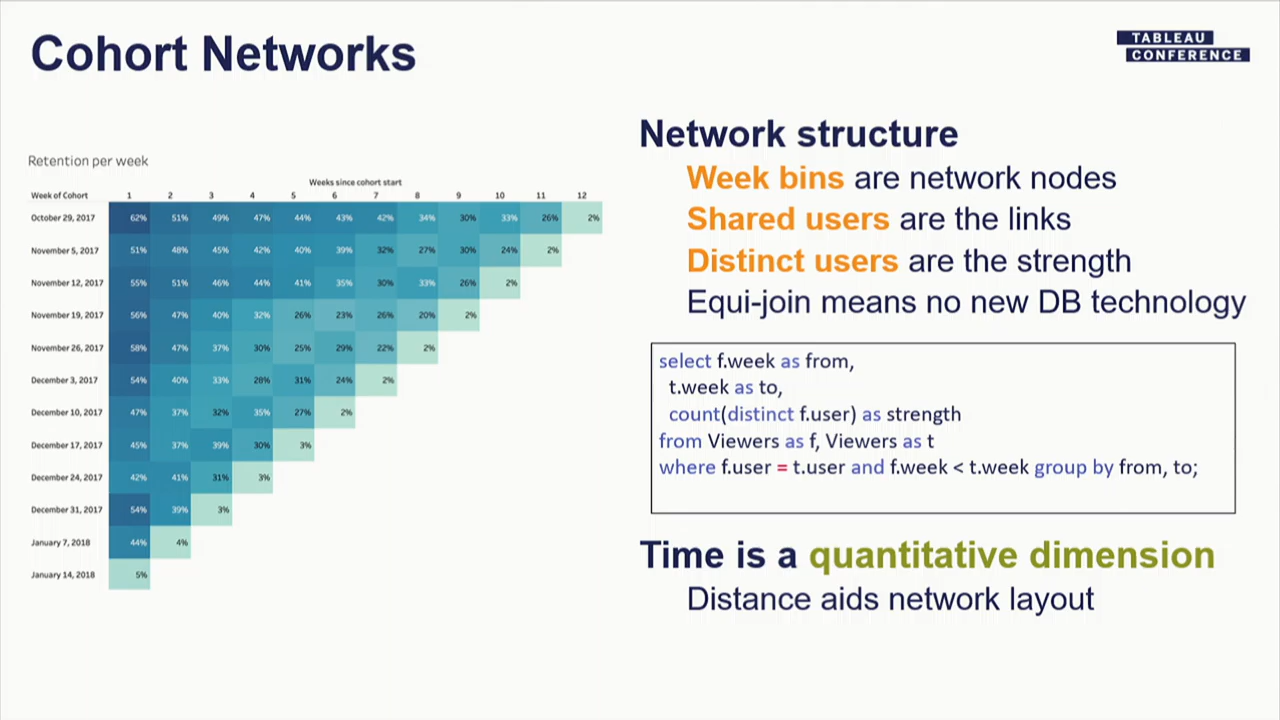 Cohort Networks
TABLEAU
CONFERENCE
Retention per week
Weeks since cohort start
Week of Cohort 1 2 3 4 5 6 7 8 9 10 11 12
October 29, 2017 62% 51% 49% 47% 44% 43% 42% 34% 30% 33% 26% 2%
November 5, 2017 51% 48% 45% 42% 40% 39% 32% 27% 30% 24% 2%
November 12, 2017 55% 51% 46% 44% 41% 35% 30% 33% 26% 2%
November 19, 2017 56% 47% 40% 32% 26% 23% 26% 20% 2%
November 26, 2017 58% 47% 37% 30% 25% 29% 22% 2%
December 3, 2017 54% 40% 33% 28% 31% 24% 2%
December 10, 2017 47% 37% 32% 35% 27% 2%
December 17, 2017 45% 37% 39% 30% 3%
December 24, 2017 42% 41% 31% 3%
December 31, 2017 54% 39% 3%
January 7, 2018 44% 4%
January 14, 2018 5%
Network structure
Week bins are network nodes
Shared users are the links
Distinct users are the strength
Equi-join means no new DB technology
select f.week as from,
t.week as to,
count(distinct f.user) as strength
from Viewers as f, Viewers as t
where f.user = t.user and f.week < t.week group by from, to;
Time is a quantitative dimension
Distance aids network layout